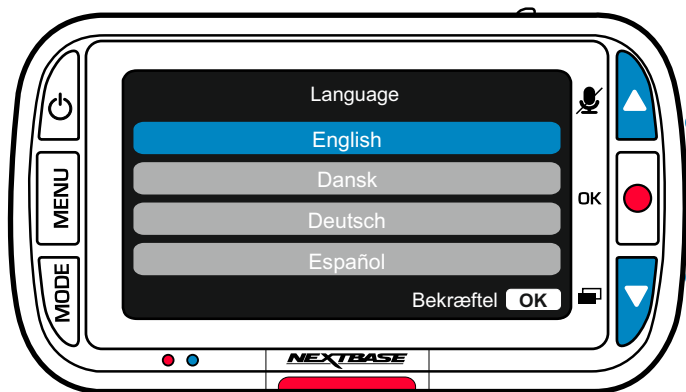 Language
English
Dansk
Deutsch
Español
Bekræftel OK
MENU
MODE
OK
NEXTBASE